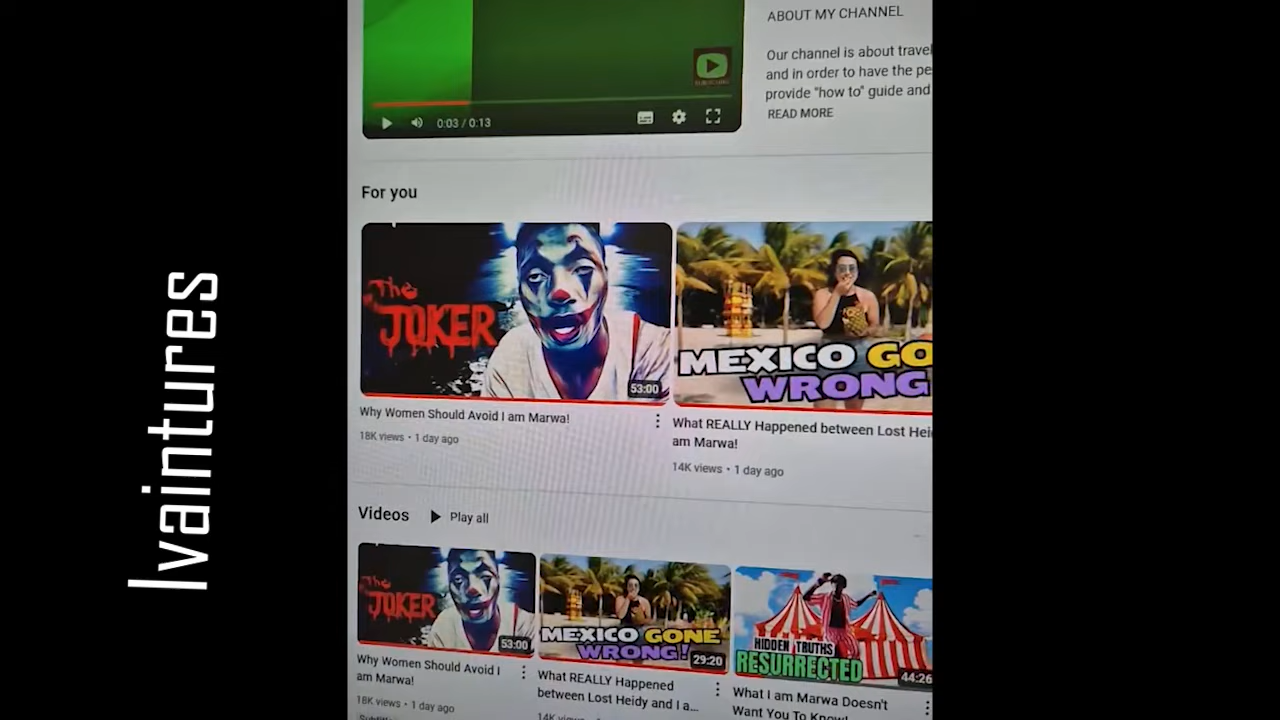 Ivaintures
ABOUT MY CHANNEL
Our channel is about travel
and in order to have the pe
provide "how to" guide and
READ MORE
0:03 / 0:13
For you
The
JOKER
53:00
MEXICO GO
WRONG
Why Women Should Avoid I am Marwa!
18K views • 1 day ago
What REALLY Happened between Lost Hei
am Marwa!
14K views • 1 day ago
Videos
Play all
The
JOKER
53:00
MEXICO GONE
WRONG!
29:20
HIDDEN TRUTHS
RESURRECTED
44:26
Why Women Should Avoid I
am Marwa!
18K views • 1 day ago
What REALLY Happened
between Lost Heidy and I a...
14K views
What I am Marwa Doesn't
Want You To Know!